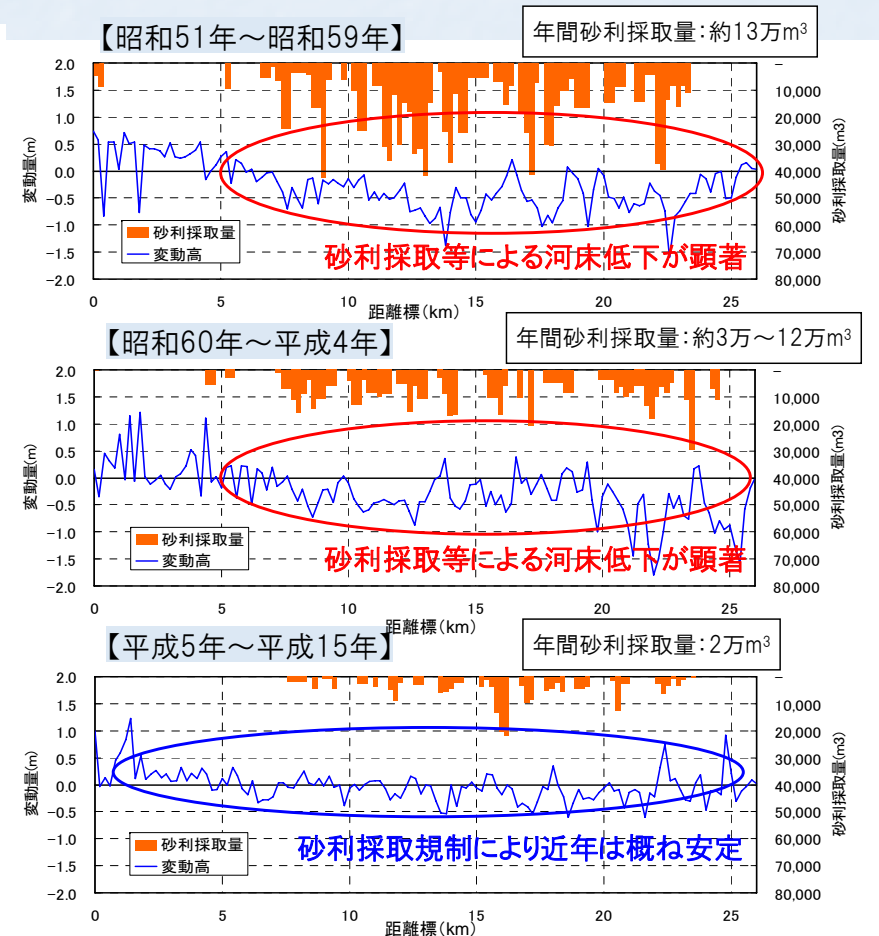 【昭和51年～昭和59年】
年間砂利採取量：約13万m³
2.0
1.5
1.0
0.5
0.0
−0.5
−1.0
−1.5
−2.0
変動量(m)
−
10,000
20,000
30,000
40,000
50,000
60,000
70,000
80,000
砂利採取量(m3)
砂利採取量
変動高
砂利採取等による河床低下が顕著
0 5 10 15 20 25
距離標(km)
【昭和60年～平成4年】
年間砂利採取量：約3万～12万m³
2.0
1.5
1.0
0.5
0.0
−0.5
−1.0
−1.5
−2.0
変動量(m)
−
10,000
20,000
30,000
40,000
50,000
60,000
70,000
80,000
砂利採取量(m3)
砂利採取量
変動高
砂利採取等による河床低下が顕著
0 5 10 15 20 25
距離標(km)
【平成5年～平成15年】
年間砂利採取量：2万m³
2.0
1.5
1.0
0.5
0.0
−0.5
−1.0
−1.5
−2.0
変動量(m)
−
10,000
20,000
30,000
40,000
50,000
60,000
70,000
80,000
砂利採取量(m3)
砂利採取量
変動高
砂利採取規制により近年は概ね安定
0 5 10 15 20 25
距離標(km)